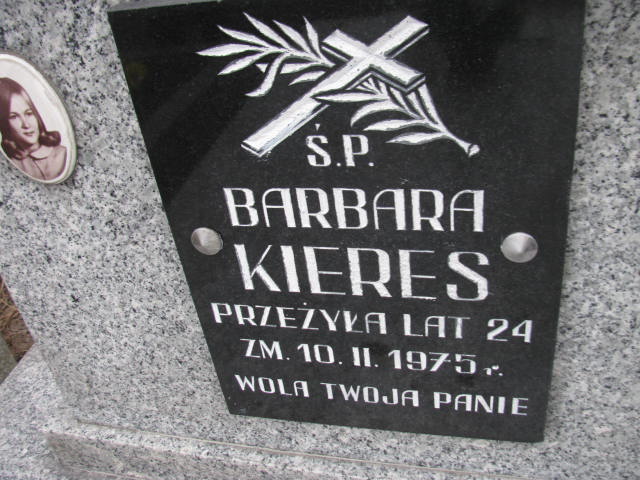 Ś.P.
BARBARA
KIERES
PRZEŻYŁA LAT 24
ZM. 10. II. 1975 r.
WOLA TWOJA PANIE